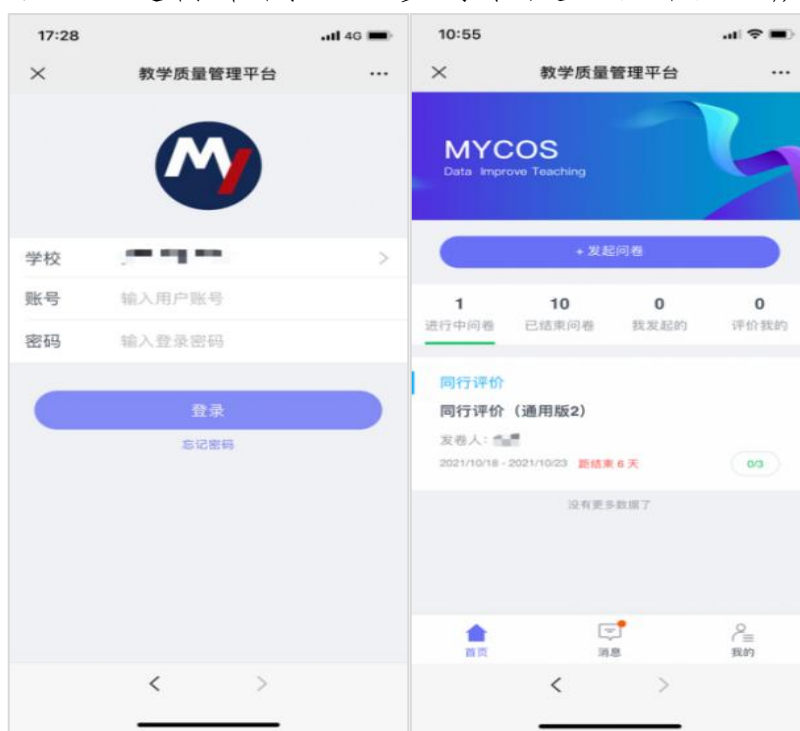 17:28
4G
教学质量管理平台
学校
账号 输入用户账号
密码 输入登录密码
登录
忘记密码
10:55
教学质量管理平台
MYCOS
Data Improve Teaching
+ 发起问卷
1 10 0 0
进行中问卷 已结束问卷 我发起的 评价我的
同行评价
同行评价（通用版2）
发卷人：
2021/10/18 - 2021/10/23 距结束 6 天 0/3
没有更多数据了
首页 消息 我的